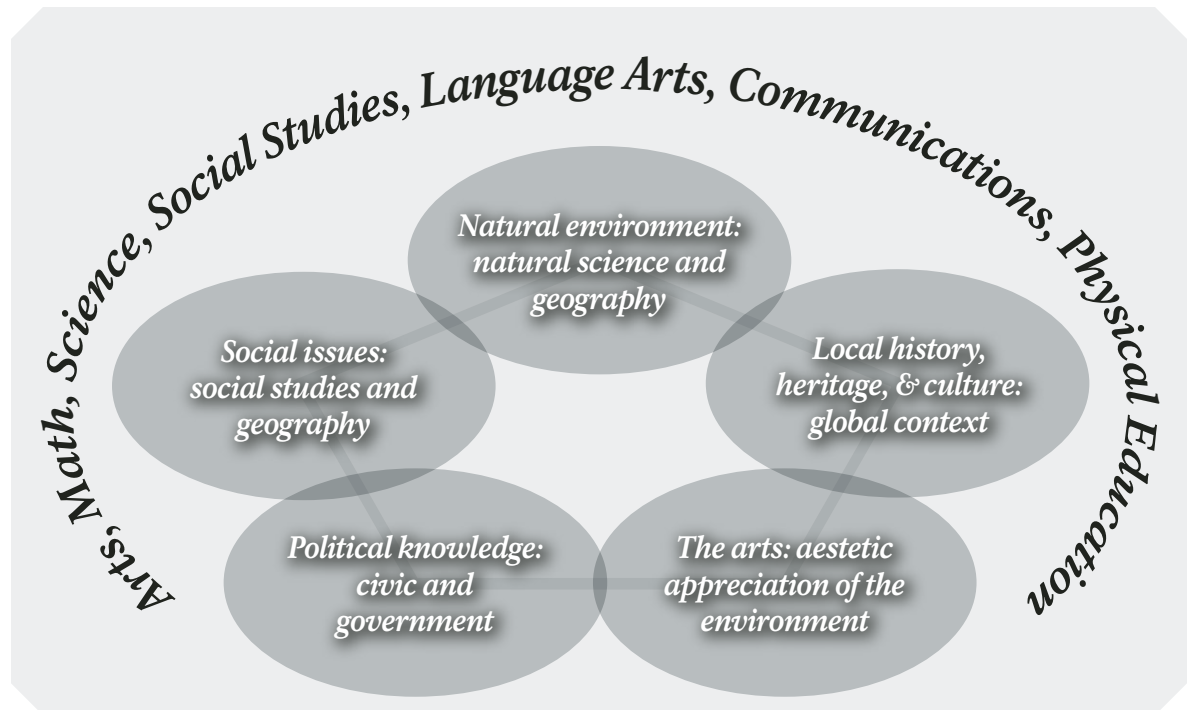 Arts, Math, Science, Social Studies, Language Arts, Communications, Physical Education
Natural environment:
natural science and
geography
Social issues:
social studies and
geography
Local history,
heritage, & culture:
global context
Political knowledge:
civic and
government
The arts: aestetic
appreciation of the
environment